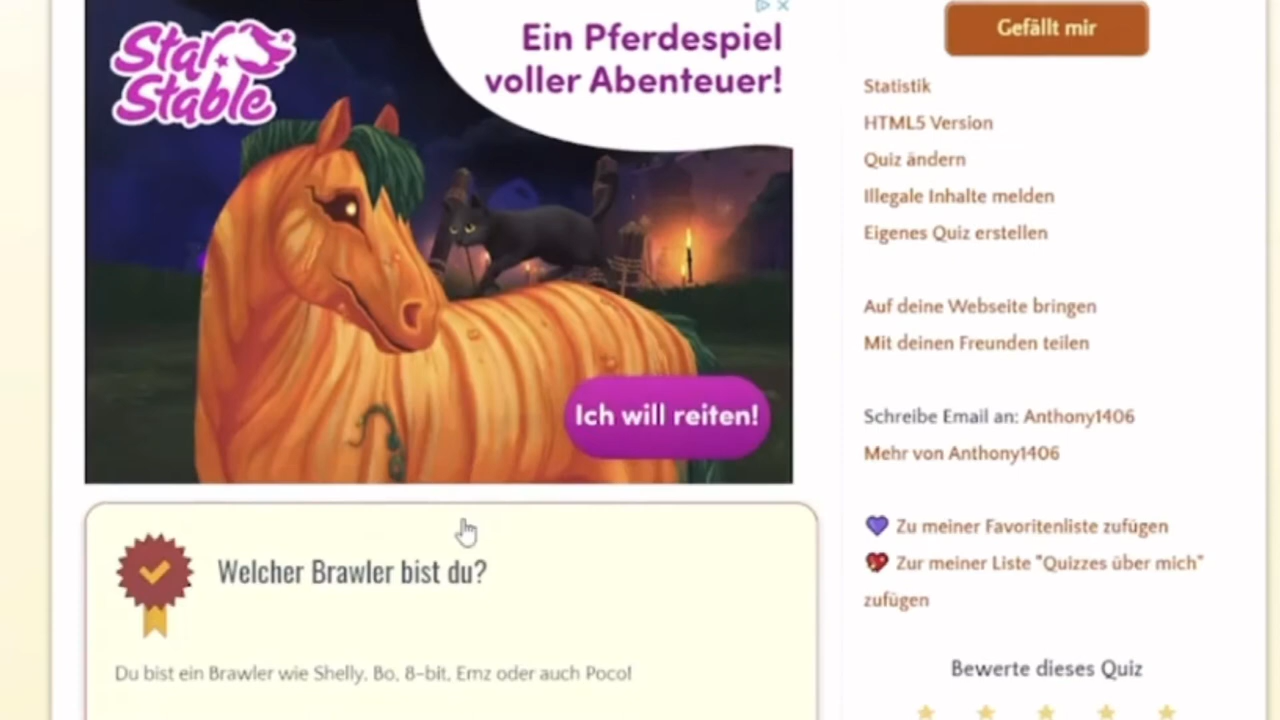 Star
Stable
Ein Pferdespiel
voller Abenteuer!
Ich will reiten!
Welcher Brawler bist du?
Du bist ein Brawler wie Shelly, Bo, 8-bit, Emz oder auch Poco!
Gefällt mir
Statistik
HTML5 Version
Quiz ändern
Illegale Inhalte melden
Eigenes Quiz erstellen
Auf deine Webseite bringen
Mit deinen Freunden teilen
Schreibe Email an: Anthony1406
Mehr von Anthony1406
Zu meiner Favoritenliste zufügen
Zur meiner Liste "Quizzes über mich"
zufügen
Bewerte dieses Quiz